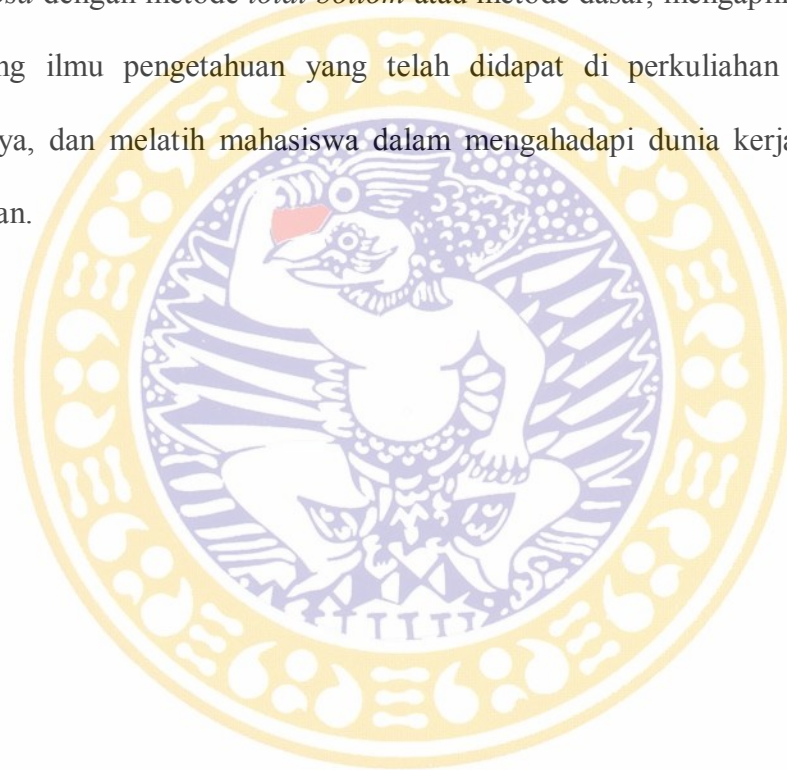 dengan metode total bottom atau metode dasar,
ng ilmu pengetahuan yang telah didapat di perkuliahan
ya, dan melatih mahasiswa dalam mengahadapi dunia kerja
an.